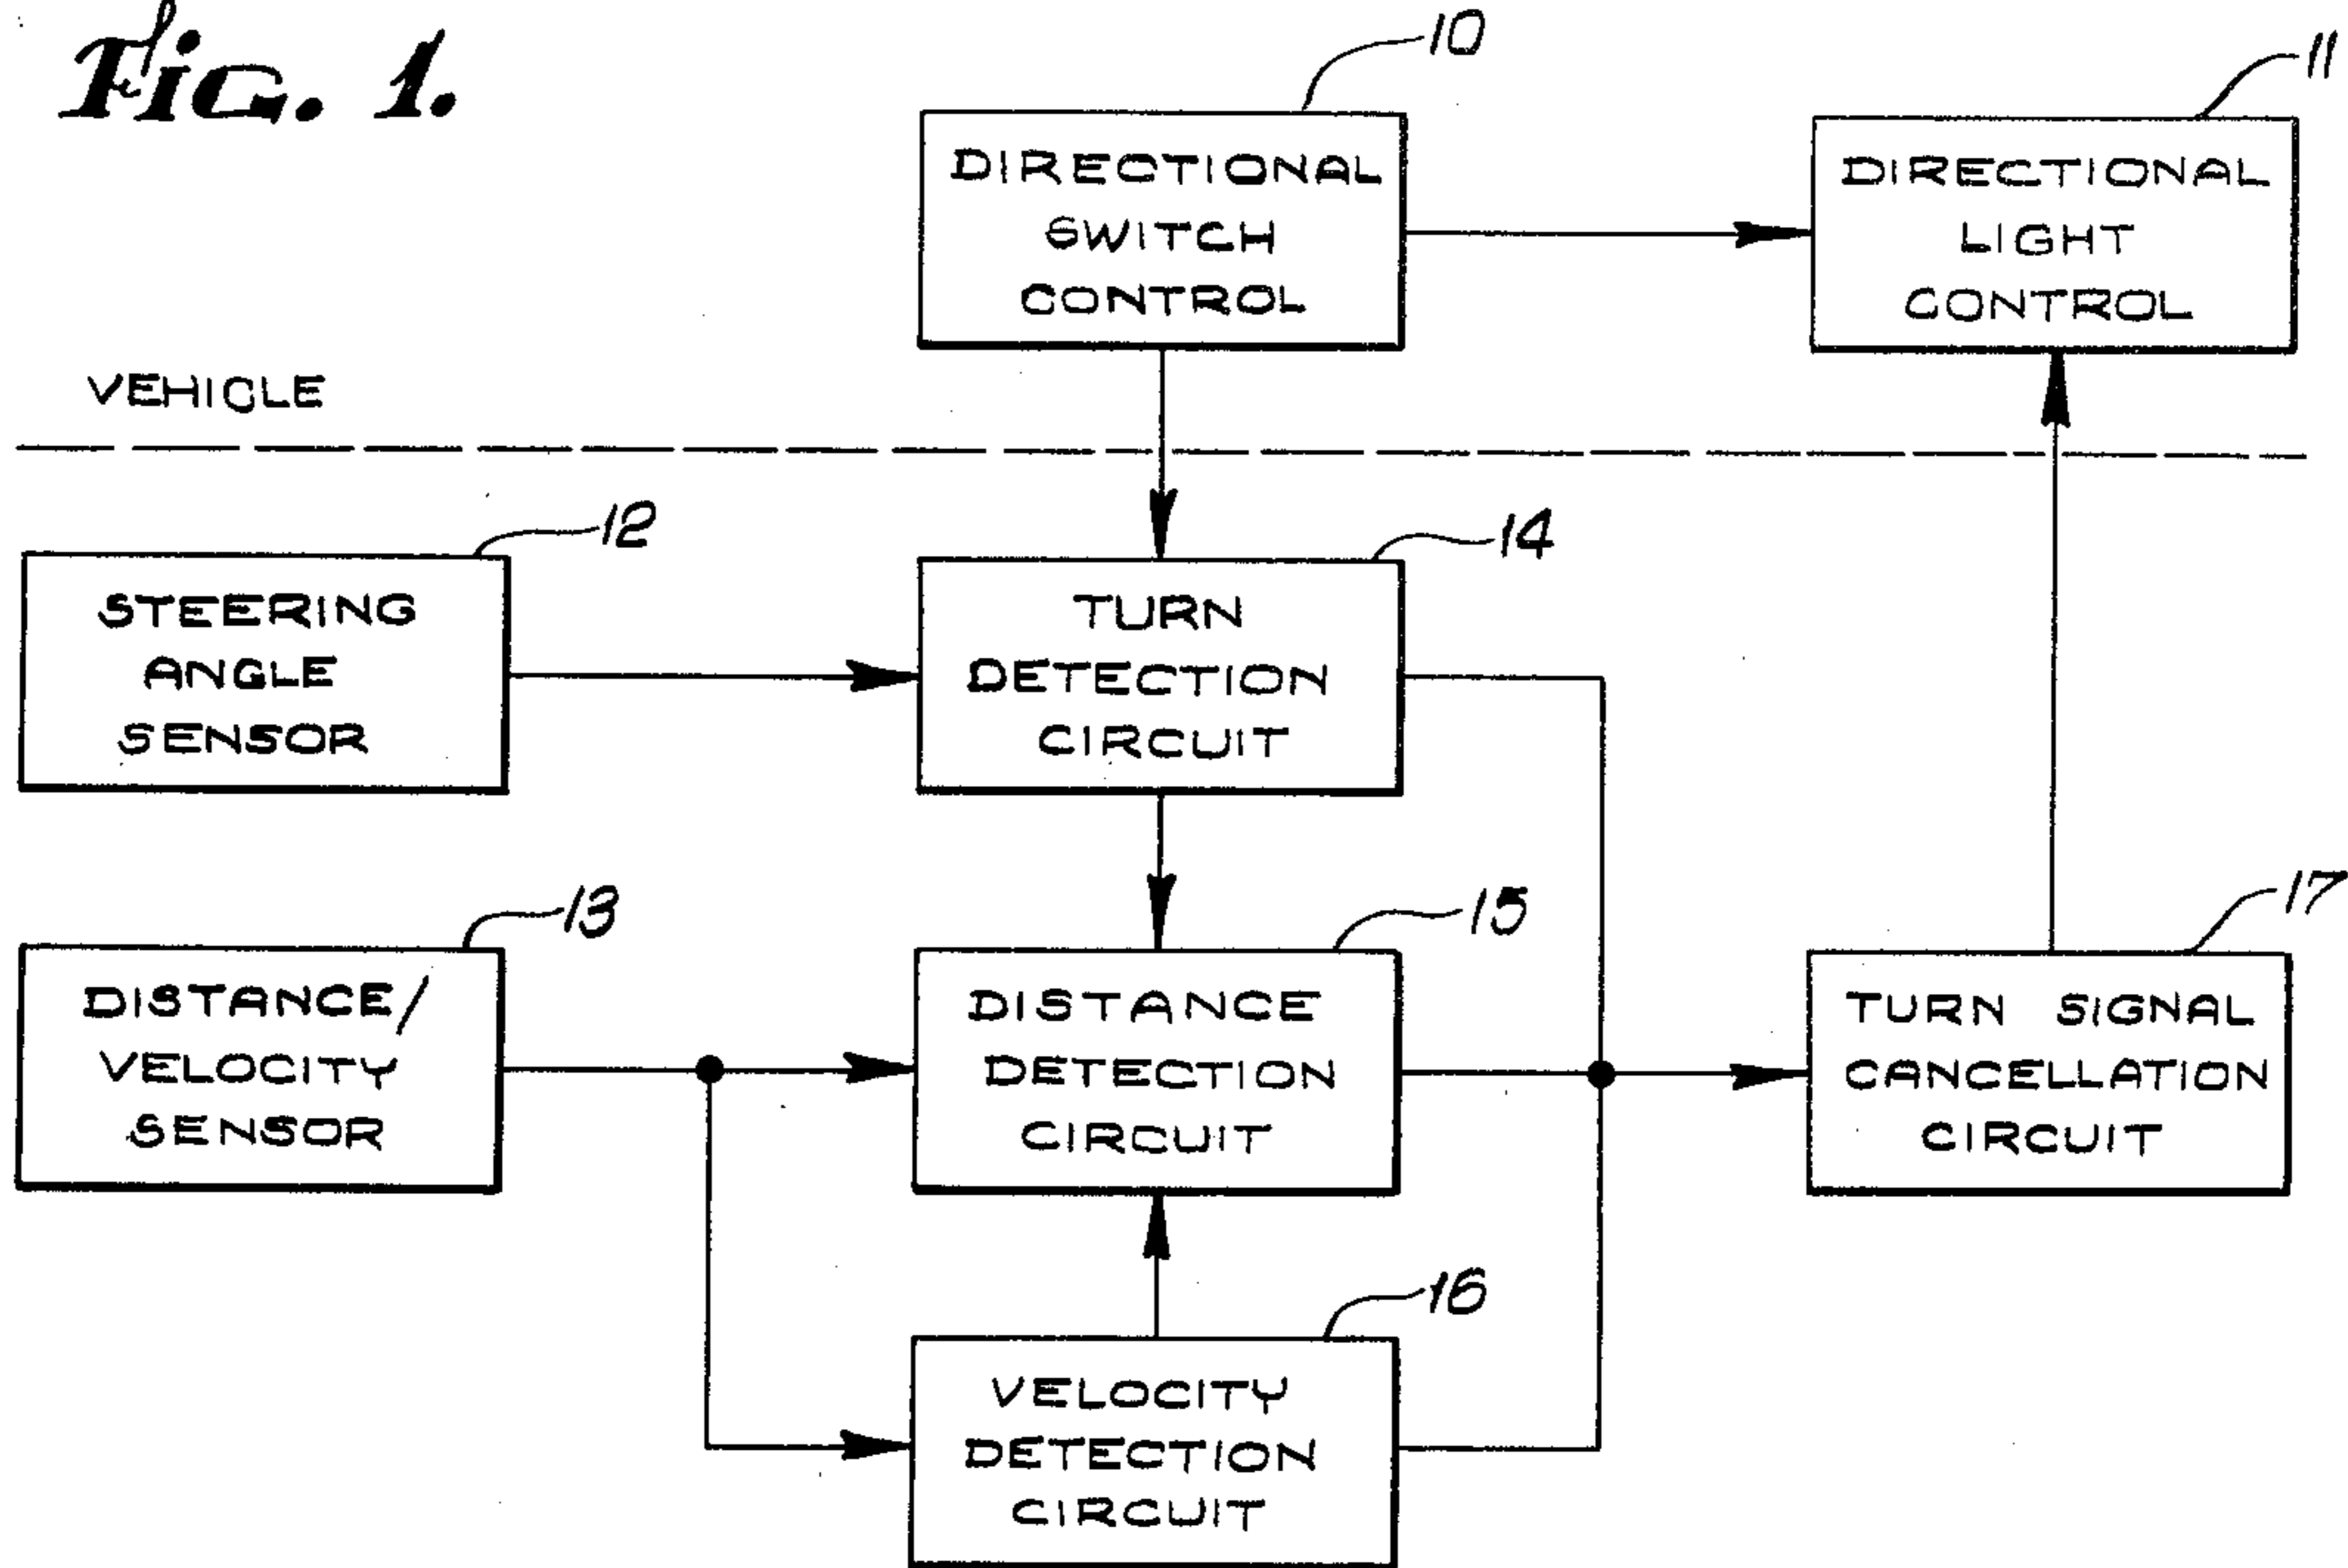 FIG. 1.
10
11
DIRECTIONAL
SWITCH
CONTROL
DIRECTIONAL
LIGHT
CONTROL
VEHICLE
12
14
STEERING
ANGLE
SENSOR
TURN
DETECTION
CIRCUIT
13
15
17
DISTANCE/
VELOCITY
SENSOR
DISTANCE
DETECTION
CIRCUIT
TURN SIGNAL
CANCELLATION
CIRCUIT
16
VELOCITY
DETECTION
CIRCUIT